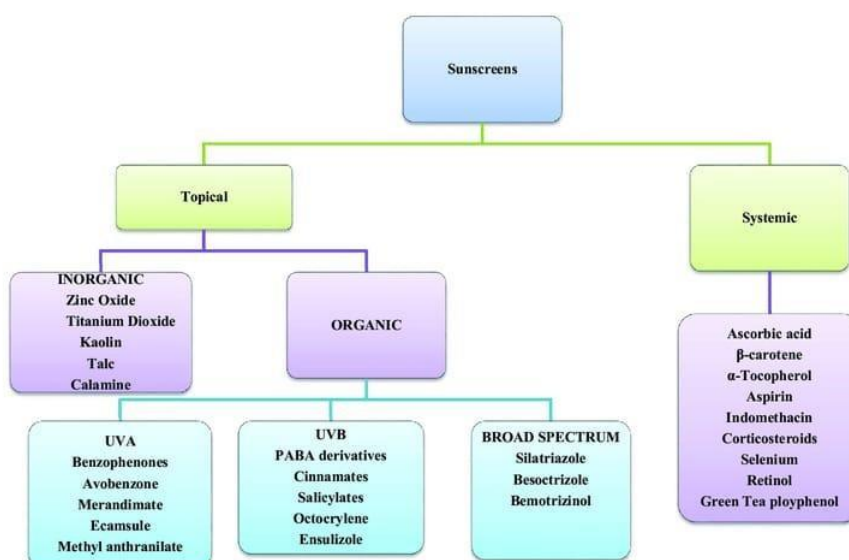 Sunscreens
Topical
Systemic
INORGANIC
Zinc Oxide
Titanium Dioxide
Kaolin
Talc
Calamine
ORGANIC
Ascorbic acid
β-carotene
α-Tocopherol
Aspirin
Indomethacin
Corticosteroids
Selenium
Retinol
Green Tea ployphenol
UVA
Benzophenones
Avobenzone
Merandimate
Ecamsule
Methyl anthranilate
UVB
PABA derivatives
Cinnamates
Salicylates
Octocrylene
Ensulizole
BROAD SPECTRUM
Silatriazole
Besoctrizole
Bemotrizinol